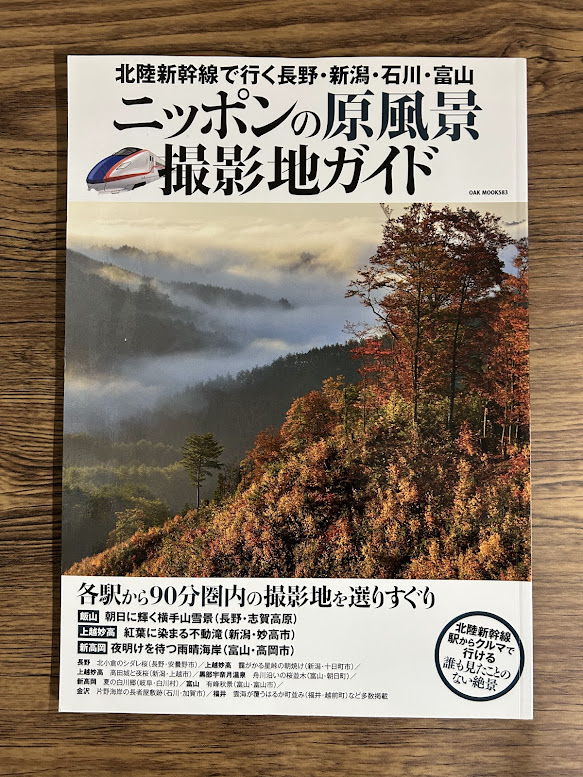 北陸新幹線で行く長野・新潟・石川・富山
ニッポンの原風景
撮影地ガイド
OAK MOOK583
各駅から90分圏内の撮影地を選りすぐり
飯山 朝日に輝く横手山雪景(長野・志賀高原)
上越妙高 紅葉に染まる不動滝(新潟・妙高市)
新高岡 夜明けを待つ雨晴海岸(富山・高岡市)
長野 北小倉のシダレ桜(長野・安曇野市)/上越妙高 霧がかる星峠の朝焼け(新潟・十日町市)/
上越妙高 高田城と夜桜(新潟・上越市)/黒部宇奈月温泉 舟川沿いの桜並木(富山・朝日町)/
新高岡 夏の白川郷(岐阜・白川村)/富山 有峰秋景(富山・富山市)/
金沢 片野海岸の長者屋敷跡(石川・加賀市)/福井 雲海が覆うはるか町並み(福井・越前町)など多数掲載
北陸新幹線
駅からクルマで
行ける
誰も見たことの
ない絶景